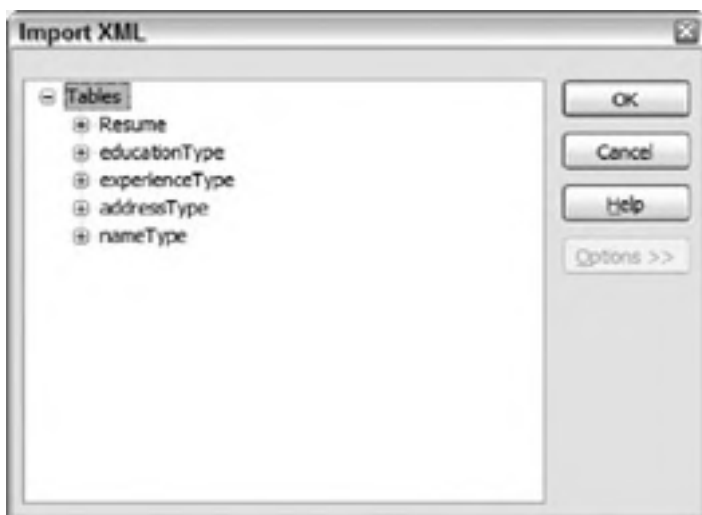 Import XML
Tables
Resume
educationType
experienceType
addressType
nameType
OK
Cancel
Help
Options >>